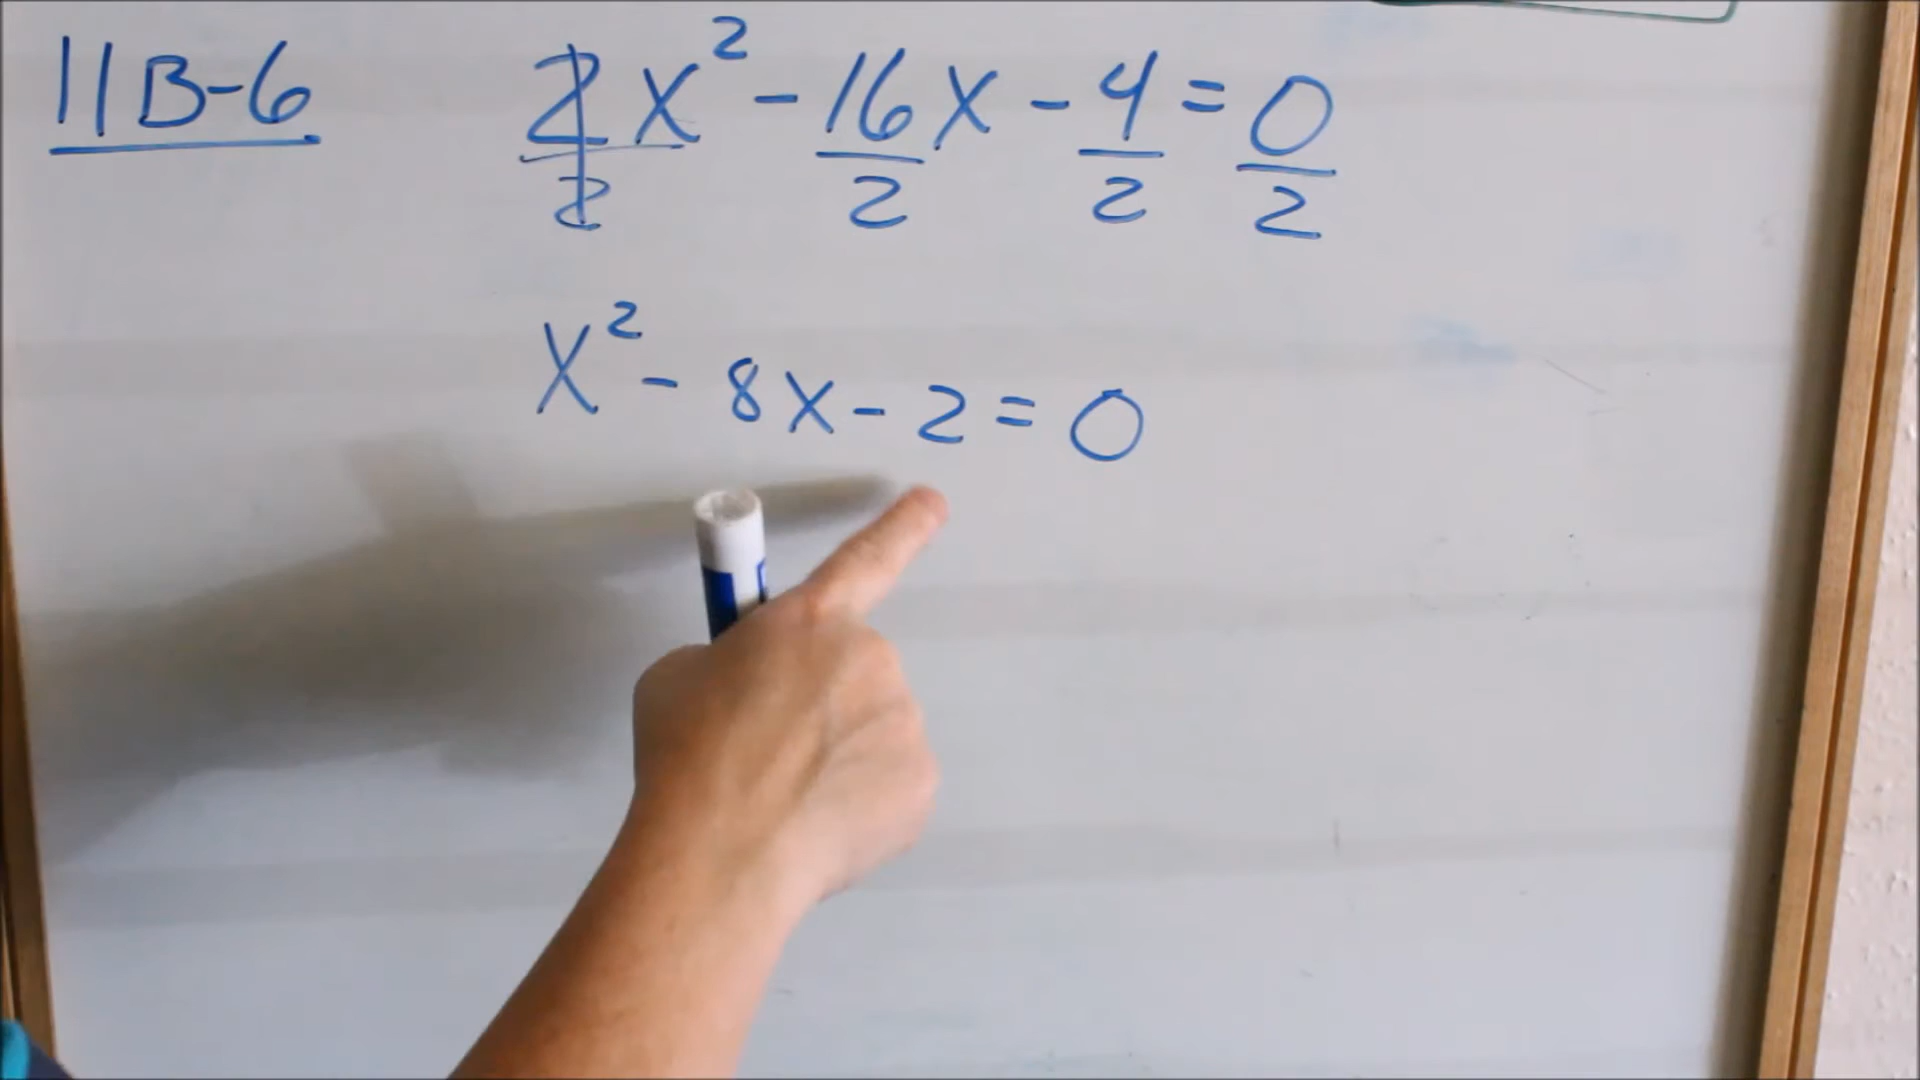 11B-6
2x² - 16x - 4 = 0
2 2 2 2
x² - 8x - 2 = 0